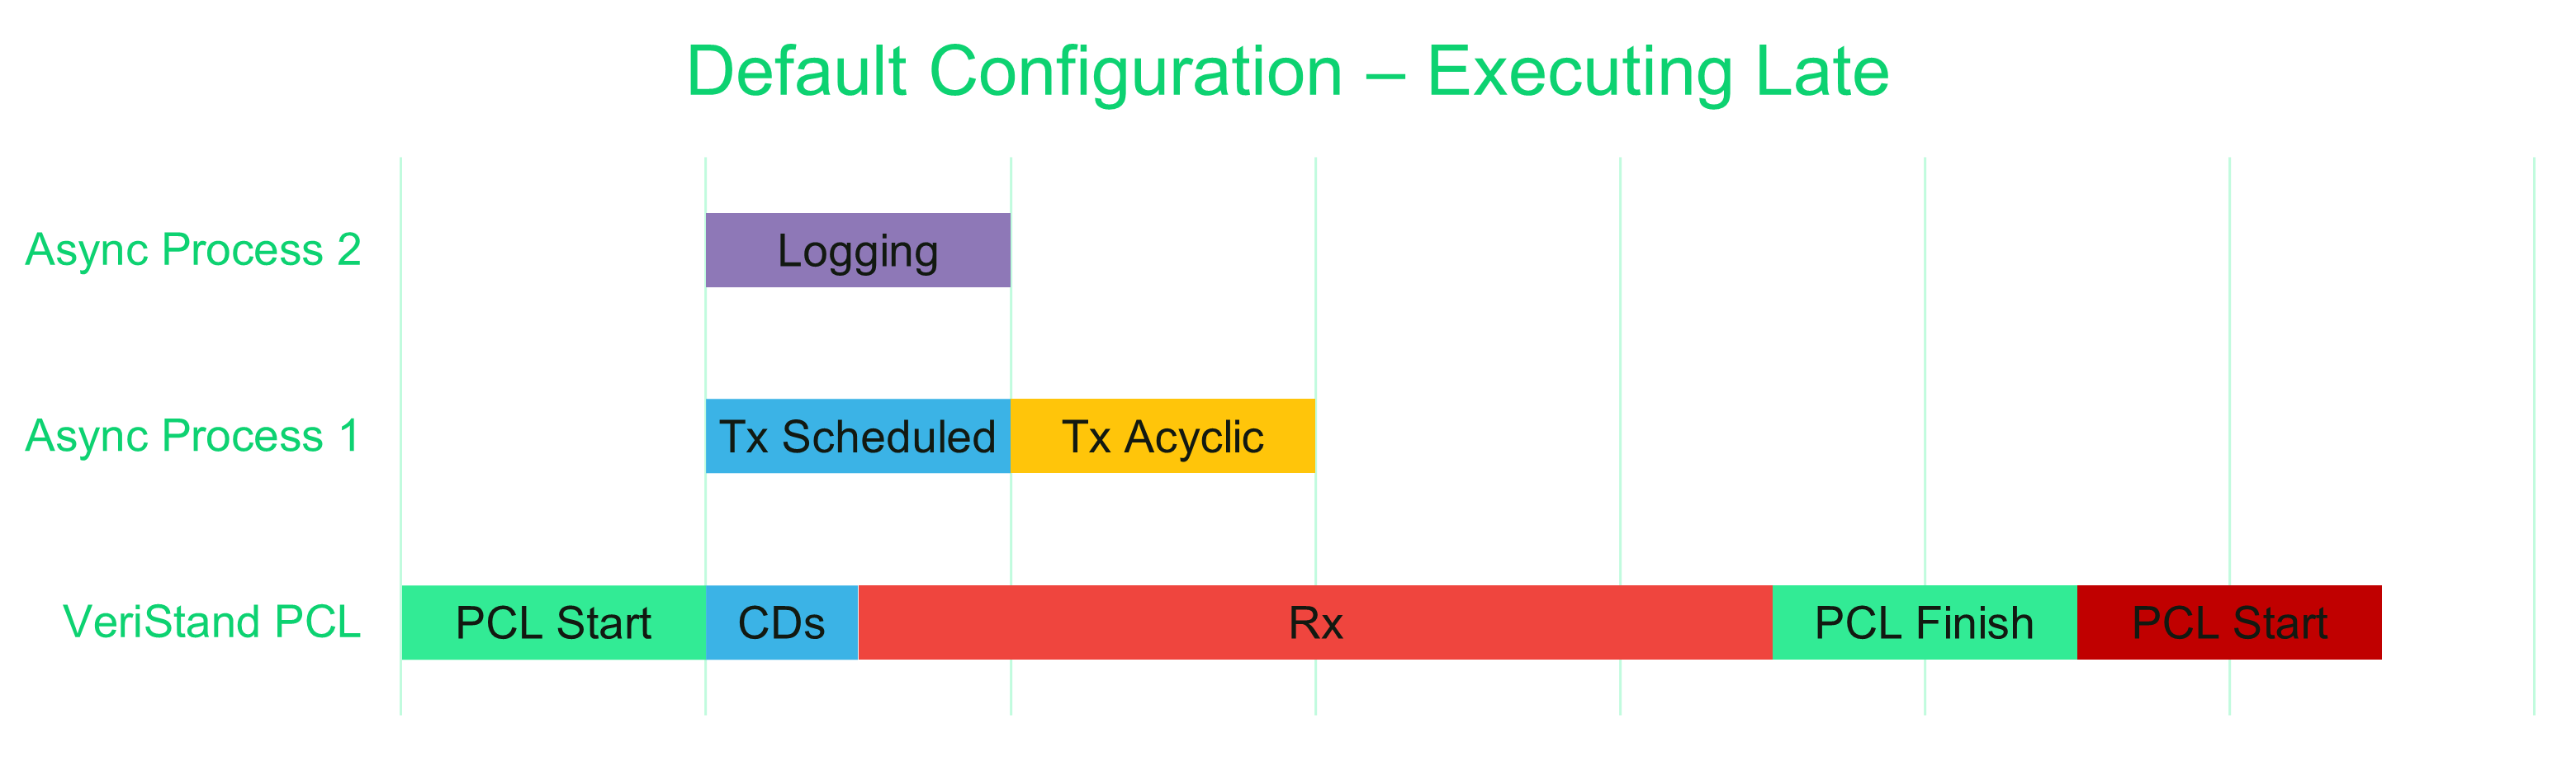 Default Configuration – Executing Late
Async Process 2
Logging
Async Process 1
Tx Scheduled
Tx Acyclic
VeriStand PCL
PCL Start
CDs
Rx
PCL Finish
PCL Start